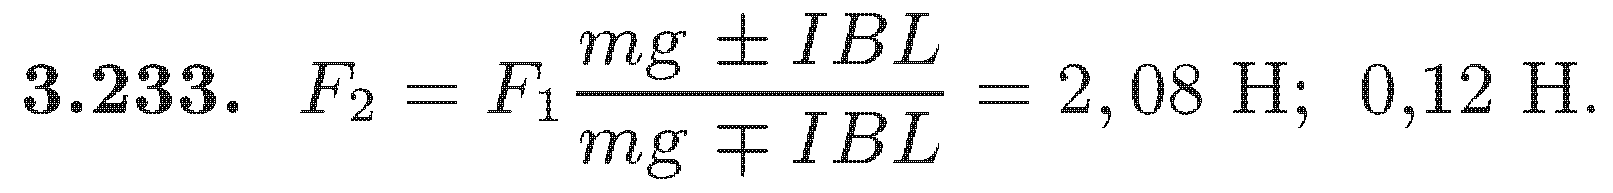 3.233. F₂ = F₁ (mg ± IBL)/(mg ∓ IBL) = 2,08 Н; 0,12 Н.